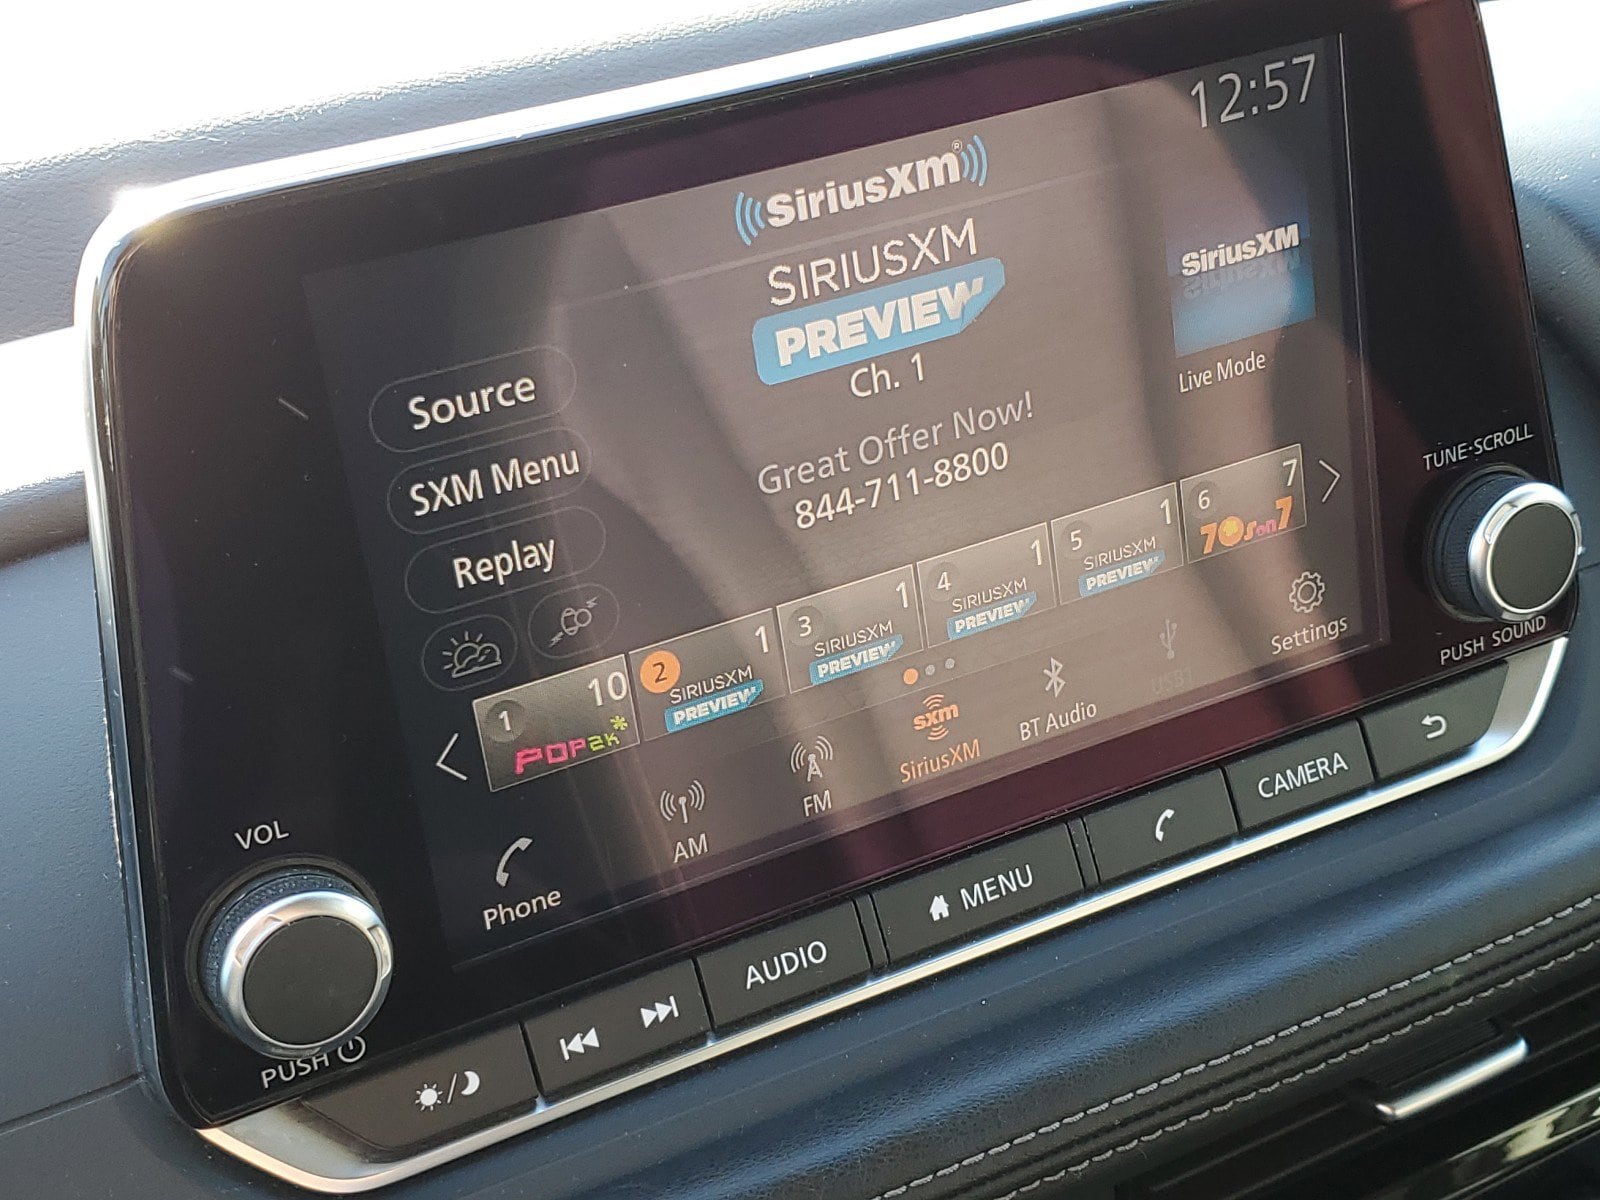 12:57
SiriusXM®
SIRIUSXM
PREVIEW
Ch. 1
Great Offer Now!
844-711-8800
SiriusXM
Live Mode
Source
SXM Menu
Replay
1 10
POP2K*
2 1
SIRIUSXM
PREVIEW
3 1
SIRIUSXM
PREVIEW
4 1
SIRIUSXM
PREVIEW
5 1
SIRIUSXM
PREVIEW
6 7
70s on 7
Phone
AM
FM
sxm
SiriusXM
BT Audio
USB1
Settings
VOL
PUSH
TUNE·SCROLL
PUSH SOUND
AUDIO
MENU
CAMERA